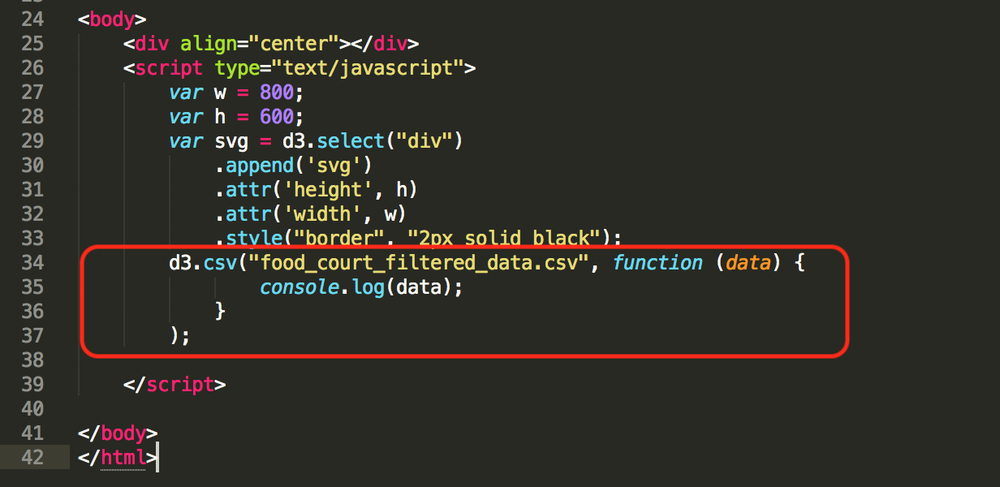 24 <body>
25 <div align="center"></div>
26 <script type="text/javascript">
27 var w = 800;
28 var h = 600;
29 var svg = d3.select("div")
30 .append('svg')
31 .attr('height', h)
32 .attr('width', w)
33 .style("border", "2px solid black");
34 d3.csv("food_court_filtered_data.csv", function (data) {
35 console.log(data);
36 }
37 );
38
39 </script>
40
41 </body>
42 </html>